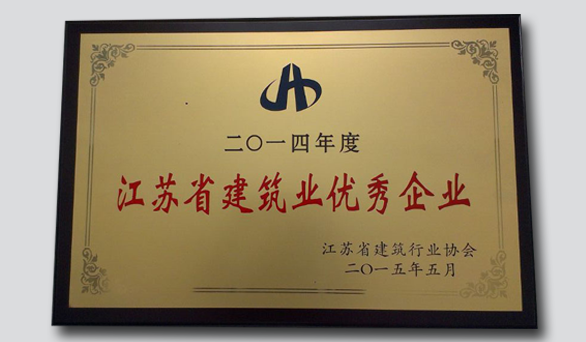 二〇一四年度
江苏省建筑业优秀企业
江苏省建筑行业协会
二〇一五年五月